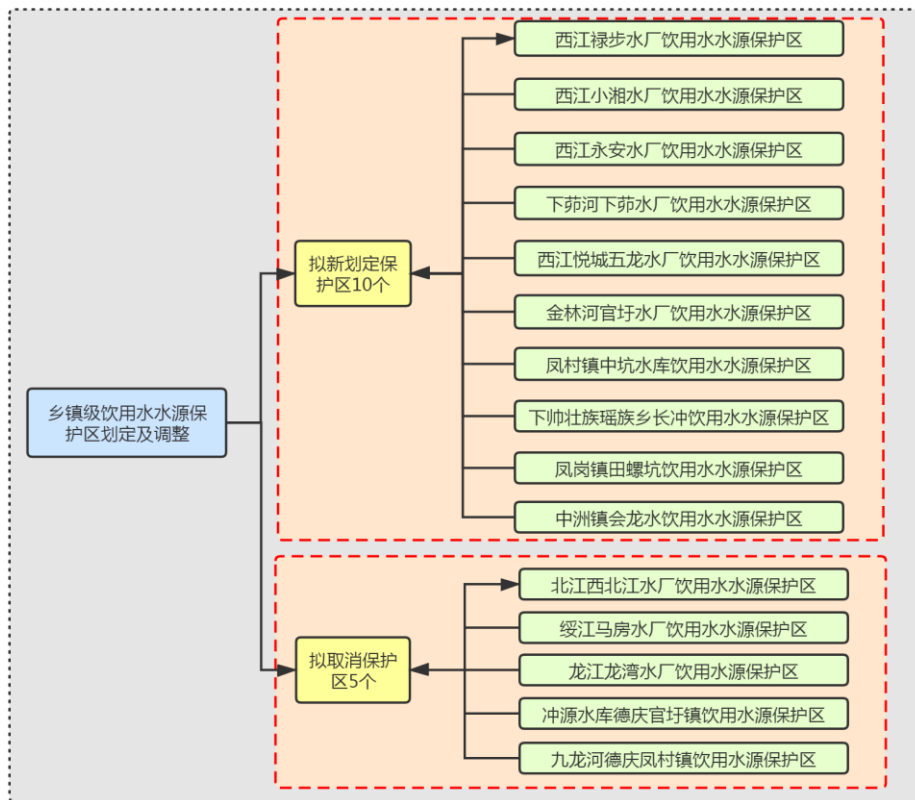 西江禄步水厂饮用水水源保护区
西江小湘水厂饮用水水源保护区
西江永安水厂饮用水水源保护区
下茆河下茆水厂饮用水水源保护区
西江悦城五龙水厂饮用水水源保护区
拟新划定保
护区10个
金林河官圩水厂饮用水水源保护区
凤村镇中坑水库饮用水水源保护区
下帅壮族瑶族乡长冲饮用水水源保护区
乡镇级饮用水水源保
护区划定及调整
凤岗镇田螺坑饮用水水源保护区
中洲镇会龙水饮用水水源保护区
北江西北江水厂饮用水水源保护区
绥江马房水厂饮用水水源保护区
拟取消保护
区5个
龙江龙湾水厂饮用水源保护区
冲源水库德庆官圩镇饮用水源保护区
九龙河德庆凤村镇饮用水源保护区